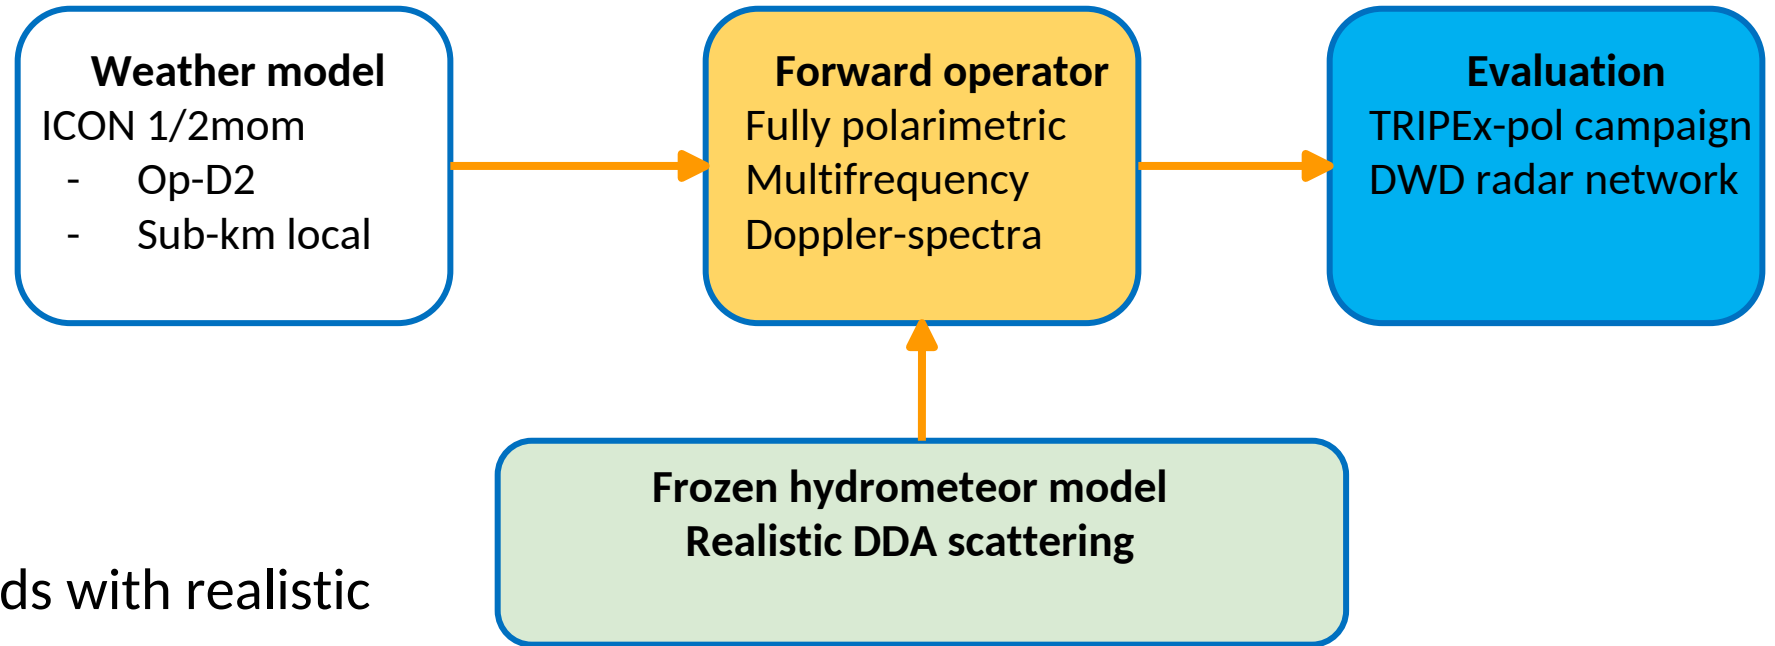 Weather model
ICON 1/2mom
- Op-D2
- Sub-km local
Forward operator
Fully polarimetric
Multifrequency
Doppler-spectra
Evaluation
TRIPEx-pol campaign
DWD radar network
Frozen hydrometeor model
Realistic DDA scattering
ds with realistic